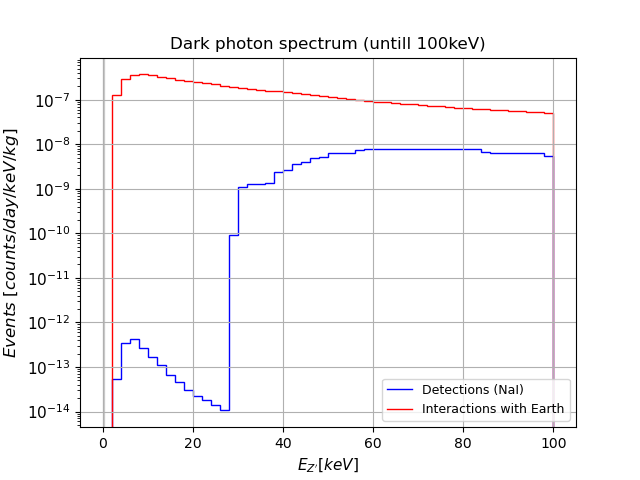 Dark photon spectrum (untill 100keV)
Events [counts/day/keV/kg]
10⁻⁷
10⁻⁸
10⁻⁹
10⁻¹⁰
10⁻¹¹
10⁻¹²
10⁻¹³
10⁻¹⁴
Detections (NaI)
Interactions with Earth
0 20 40 60 80 100
E_Z'[keV]